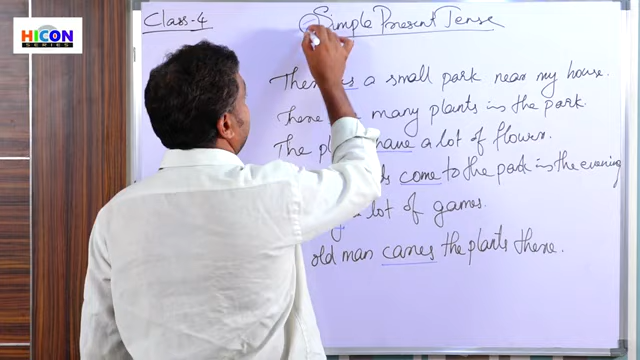 HICON
SERIES
Class-4
Simple Present Tense
is a small park near my house.
There many plants in the park.
The have a lot of flowers.
come to the park in the evening
lot of games.
old man carries the plants there.